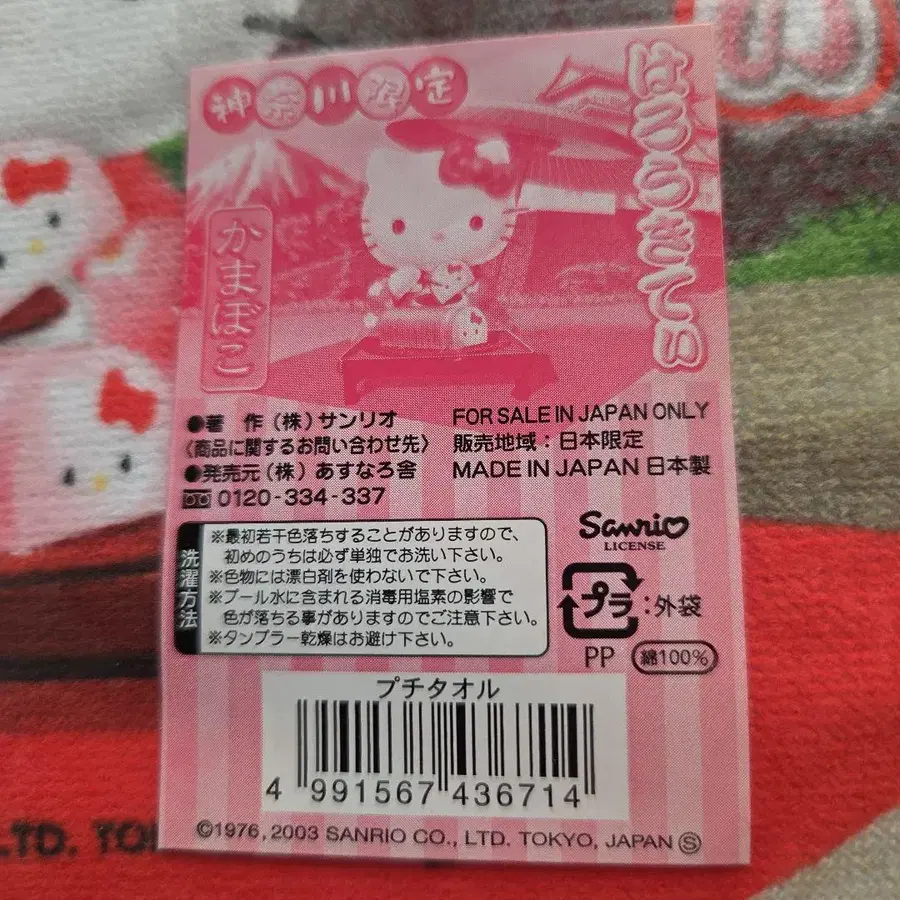 神奈川限定
はろうきてぃ
かまぼこ
●著 作(株)サンリオ
〈商品に関するお問い合わせ先〉
●発売元(株)あすなろ舎
0120-334-337
FOR SALE IN JAPAN ONLY
販売地域:日本限定
MADE IN JAPAN 日本製
洗濯方法
※最初若干色落ちすることがありますので、
初めのうちは必ず単独でお洗い下さい。
※色物には漂白剤を使わないで下さい。
※プール水に含まれる消毒用塩素の影響で
色が落ちる事がありますのでご注意下さい。
※タンブラー乾燥はお避け下さい。
Sanrio
LICENSE
プラ:外袋
PP 綿100%
プチタオル
4 991567 436714
©1976, 2003 SANRIO CO., LTD. TOKYO, JAPAN Ⓢ
LTD. TO
い